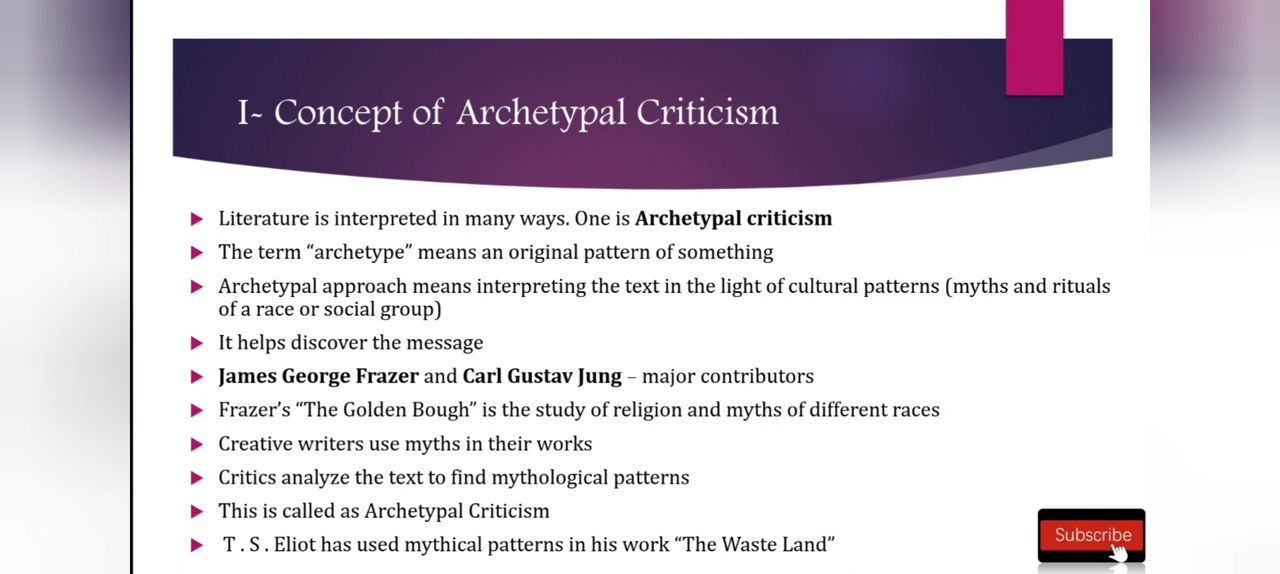 I- Concept of Archetypal Criticism
Literature is interpreted in many ways. One is Archetypal criticism
The term “archetype” means an original pattern of something
Archetypal approach means interpreting the text in the light of cultural patterns (myths and rituals
of a race or social group)
It helps discover the message
James George Frazer and Carl Gustav Jung – major contributors
Frazer’s “The Golden Bough” is the study of religion and myths of different races
Creative writers use myths in their works
Critics analyze the text to find mythological patterns
This is called as Archetypal Criticism
T . S . Eliot has used mythical patterns in his work “The Waste Land”
Subscribe